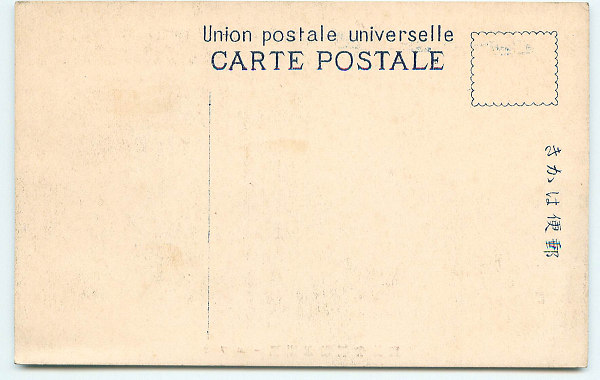 Union postale universelle
CARTE POSTALE
きかは便郵